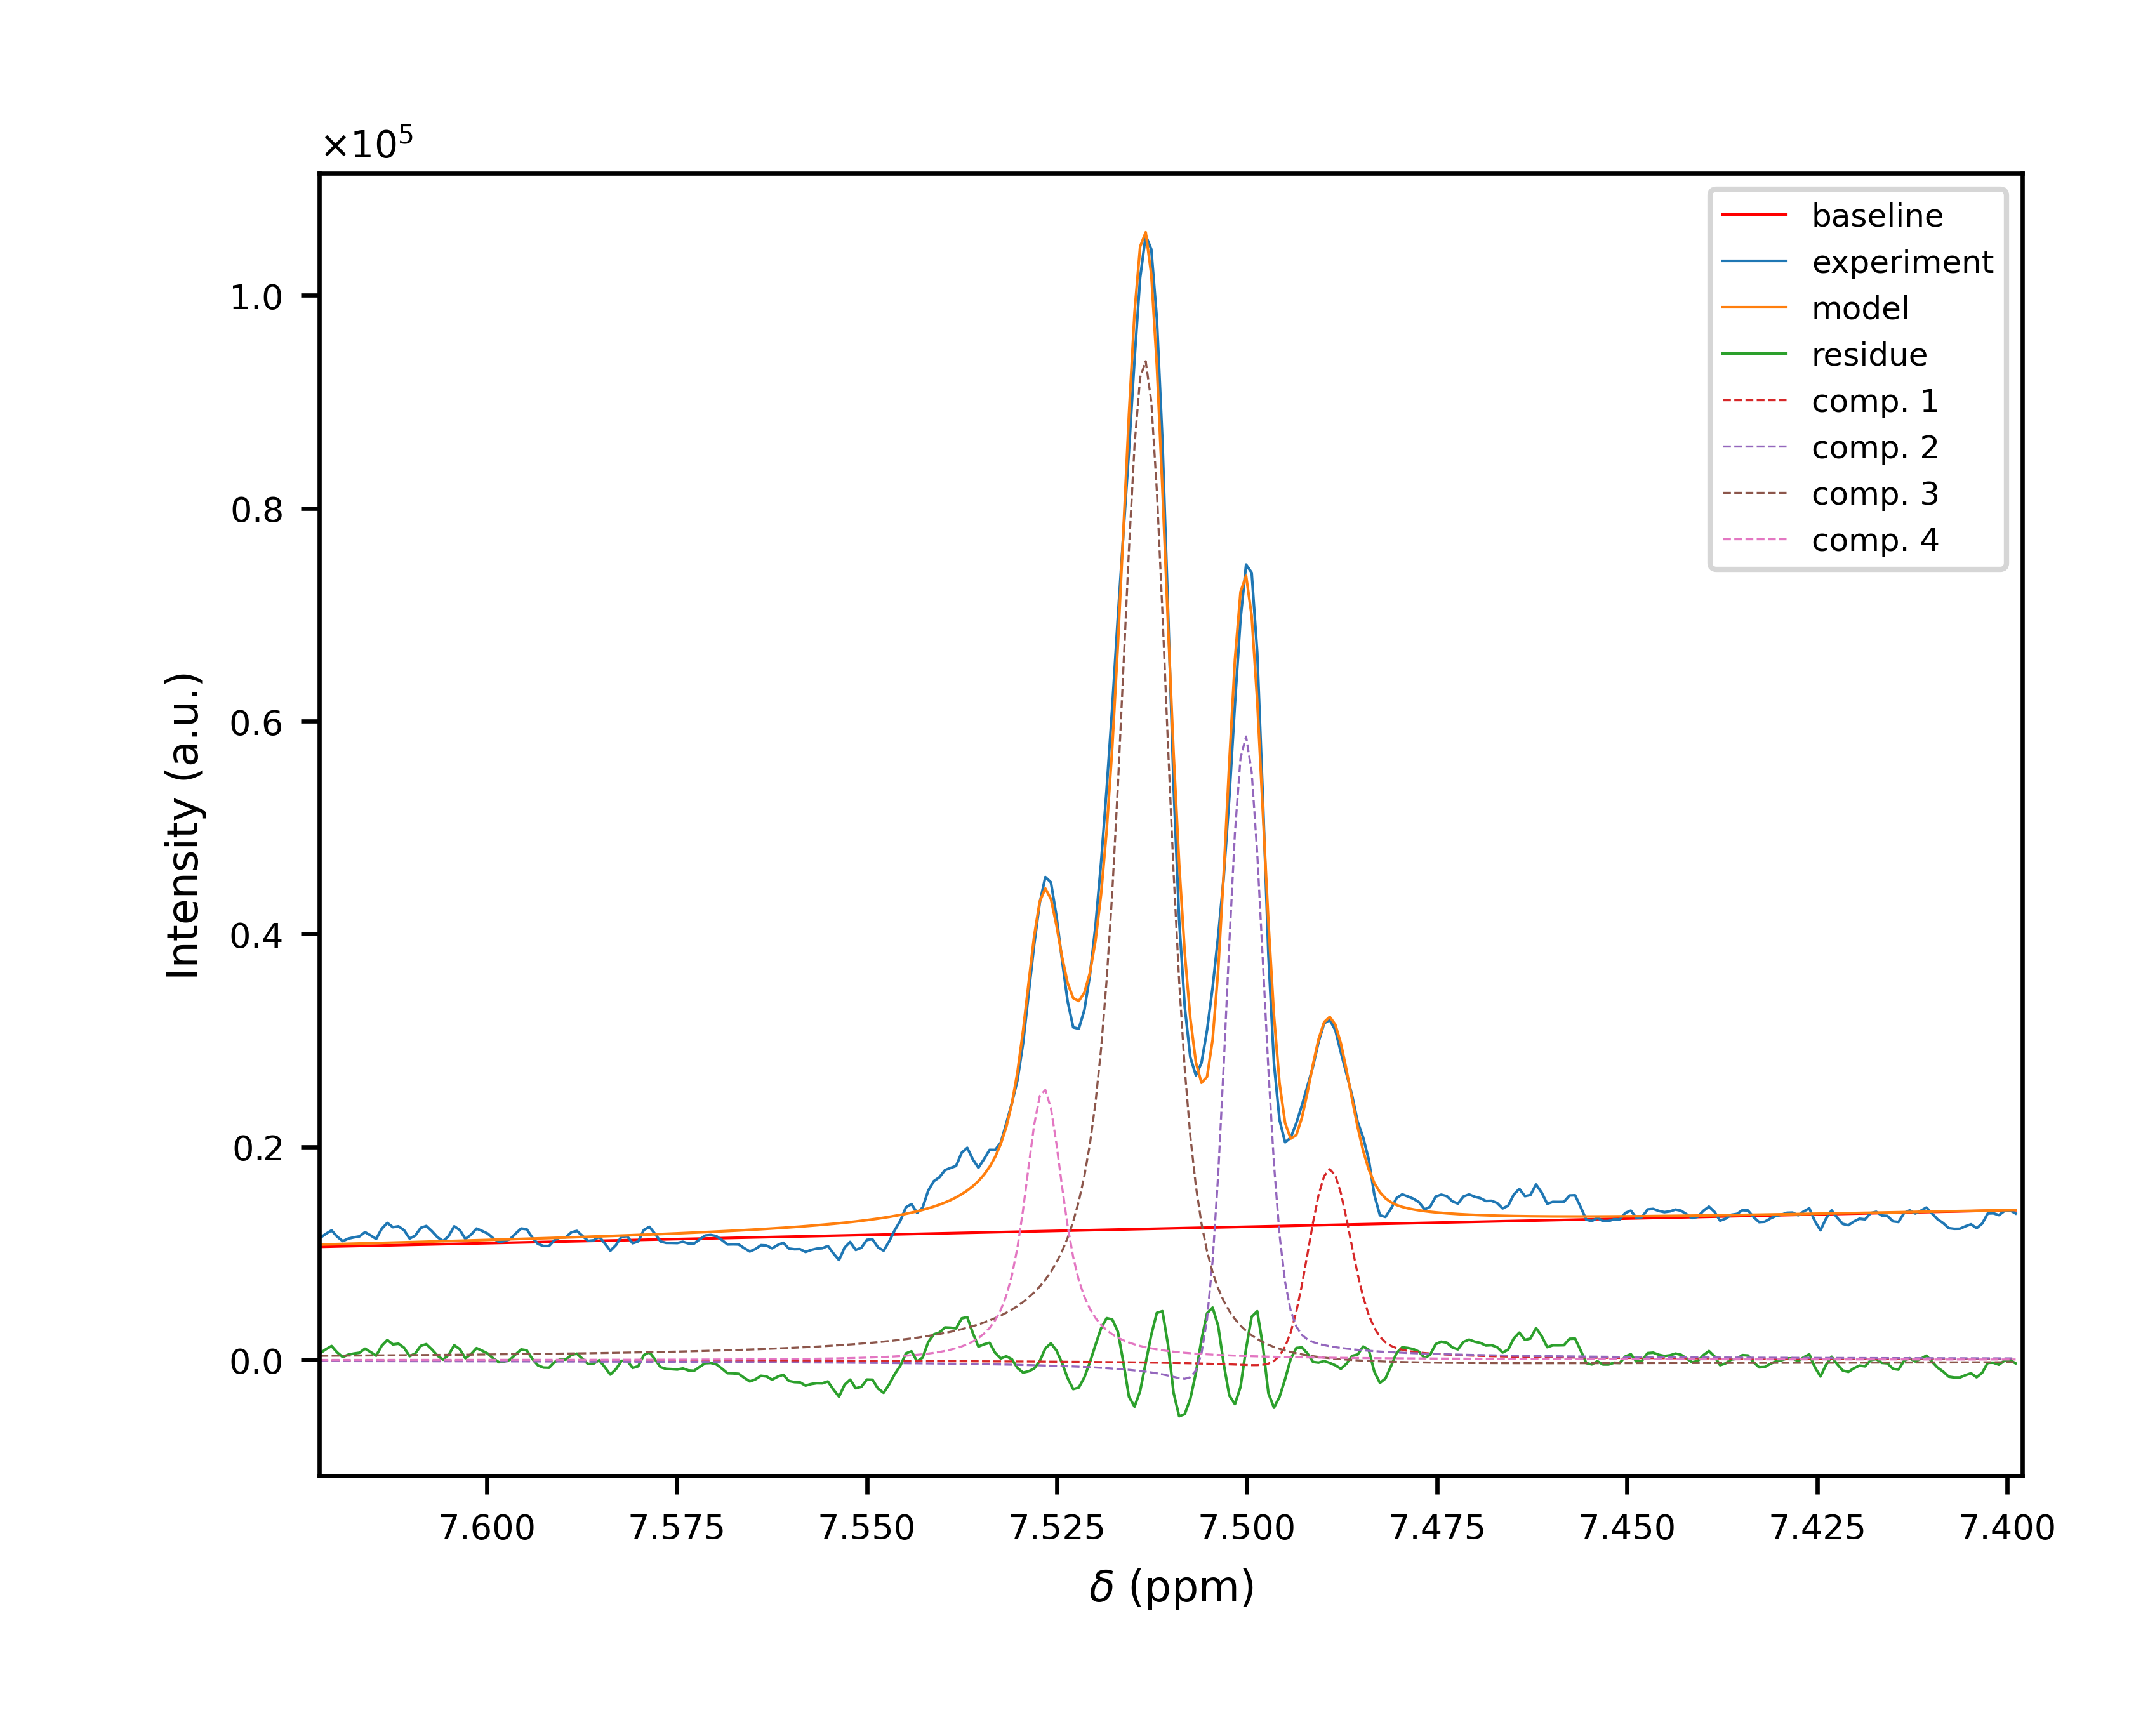 ×10⁵
baseline
experiment
model
residue
comp. 1
comp. 2
comp. 3
comp. 4
1.0
0.8
0.6
0.4
0.2
0.0
Intensity (a.u.)
7.600 7.575 7.550 7.525 7.500 7.475 7.450 7.425 7.400
δ (ppm)